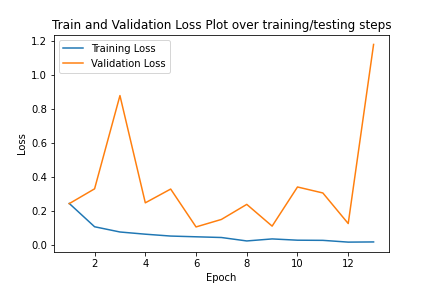 Train and Validation Loss Plot over training/testing steps
Training Loss
Validation Loss
1.2
1.0
0.8
0.6
0.4
0.2
0.0
Loss
2 4 6 8 10 12
Epoch